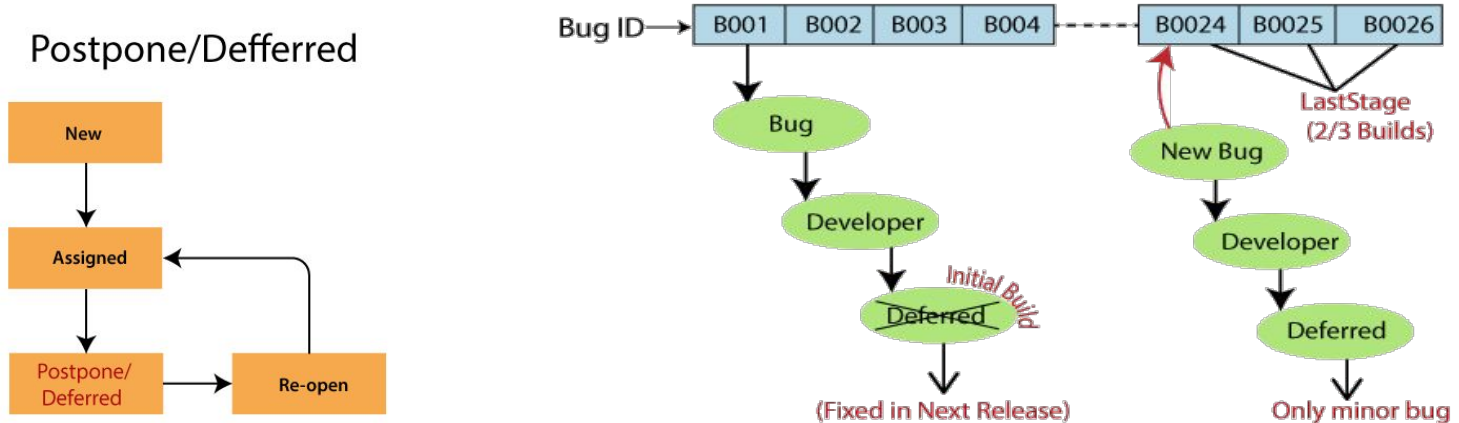 Postpone/Defferred
New
Assigned
Postpone/
Deferred
Re-open
Bug ID
B001 B002 B003 B004 B0024 B0025 B0026
LastStage
(2/3 Builds)
Bug
Developer
Initial Build
Deferred
(Fixed in Next Release)
New Bug
Developer
Deferred
Only minor bug